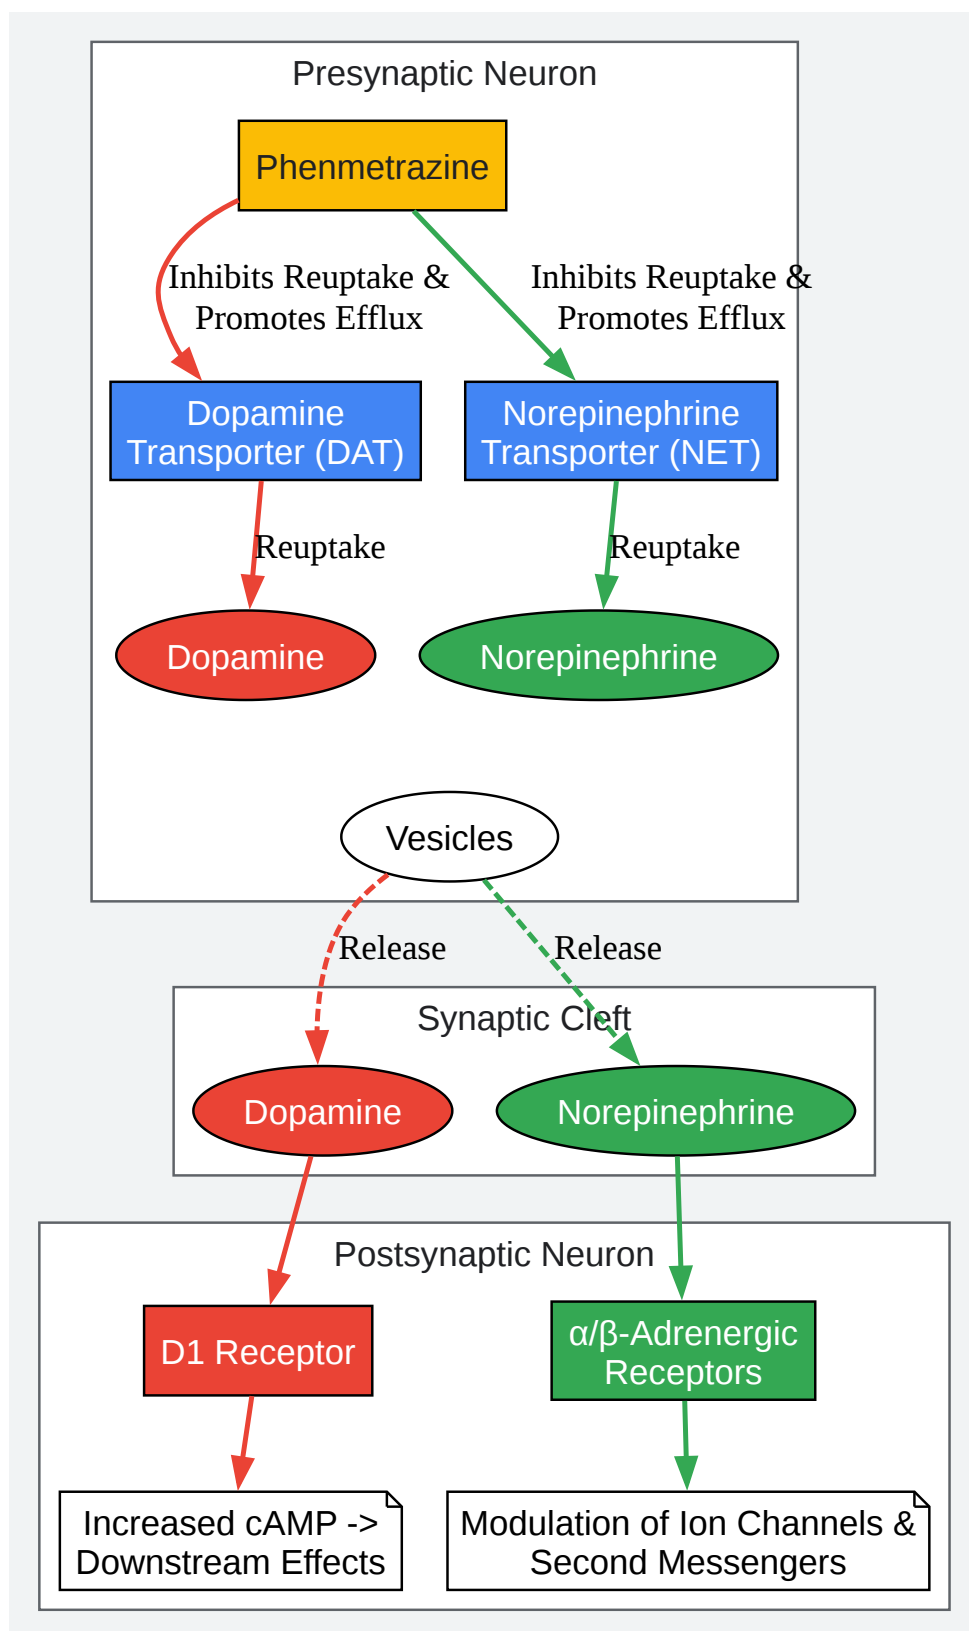 Presynaptic Neuron
Phenmetrazine
Inhibits Reuptake &
Promotes Efflux
Inhibits Reuptake &
Promotes Efflux
Dopamine
Transporter (DAT)
Norepinephrine
Transporter (NET)
Reuptake
Reuptake
Dopamine
Norepinephrine
Vesicles
Release
Release
Synaptic Cleft
Dopamine
Norepinephrine
Postsynaptic Neuron
D1 Receptor
α/β-Adrenergic
Receptors
Increased cAMP ->
Downstream Effects
Modulation of Ion Channels &
Second Messengers